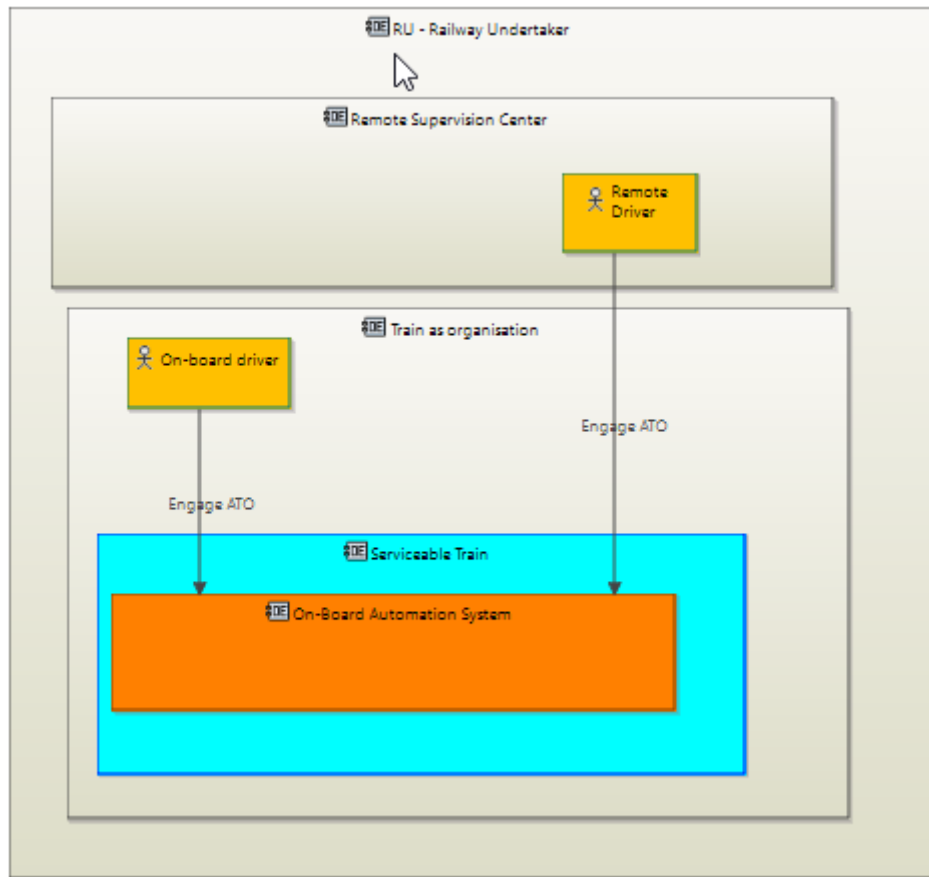 RU - Railway Undertaker
Remote Supervision Center
Remote
Driver
Train as organisation
On-board driver
Engage ATO
Engage ATO
Serviceable Train
On-Board Automation System